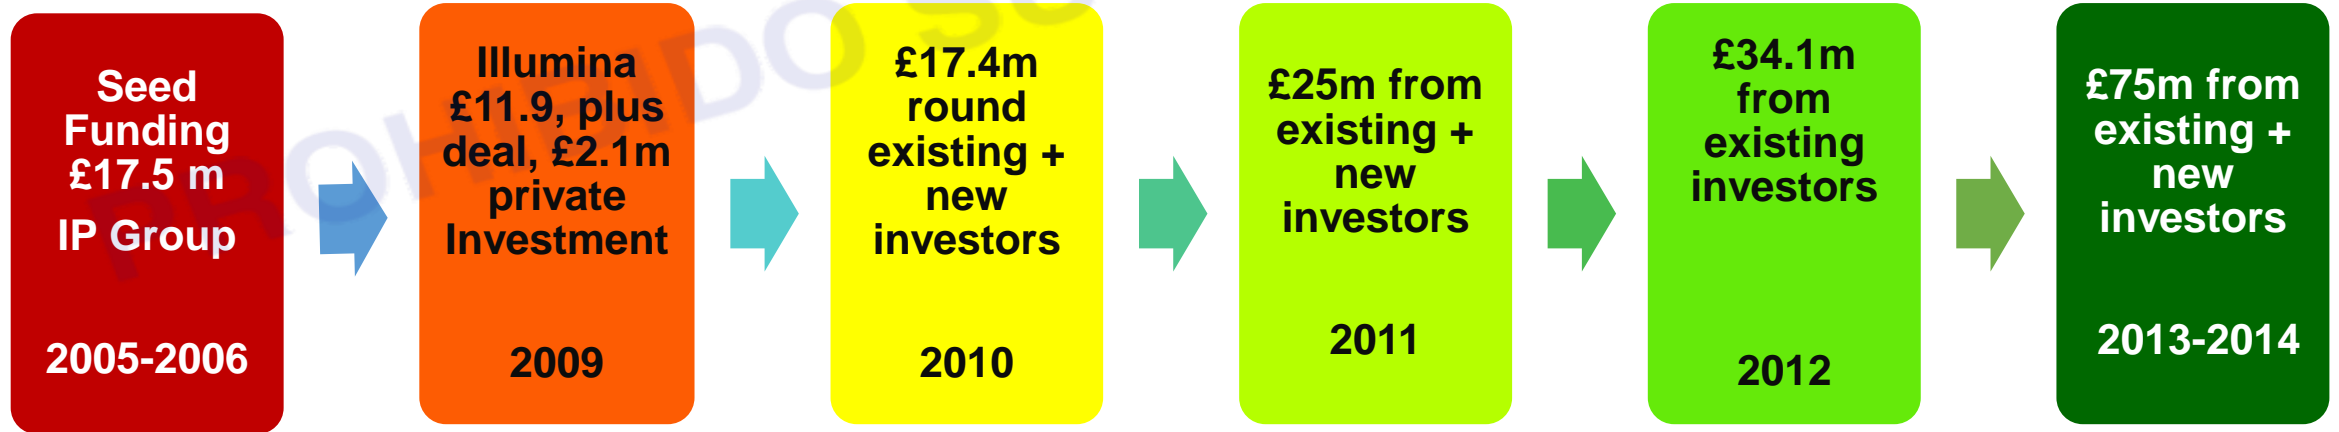 Seed
Funding
£17.5 m
IP Group
2005-2006
Illumina
£11.9, plus
deal, £2.1m
private
Investment
2009
£17.4m
round
existing +
new
investors
2010
£25m from
existing +
new
investors
2011
£34.1m
from
existing
investors
2012
£75m from
existing +
new
investors
2013-2014
PROHIBIDO